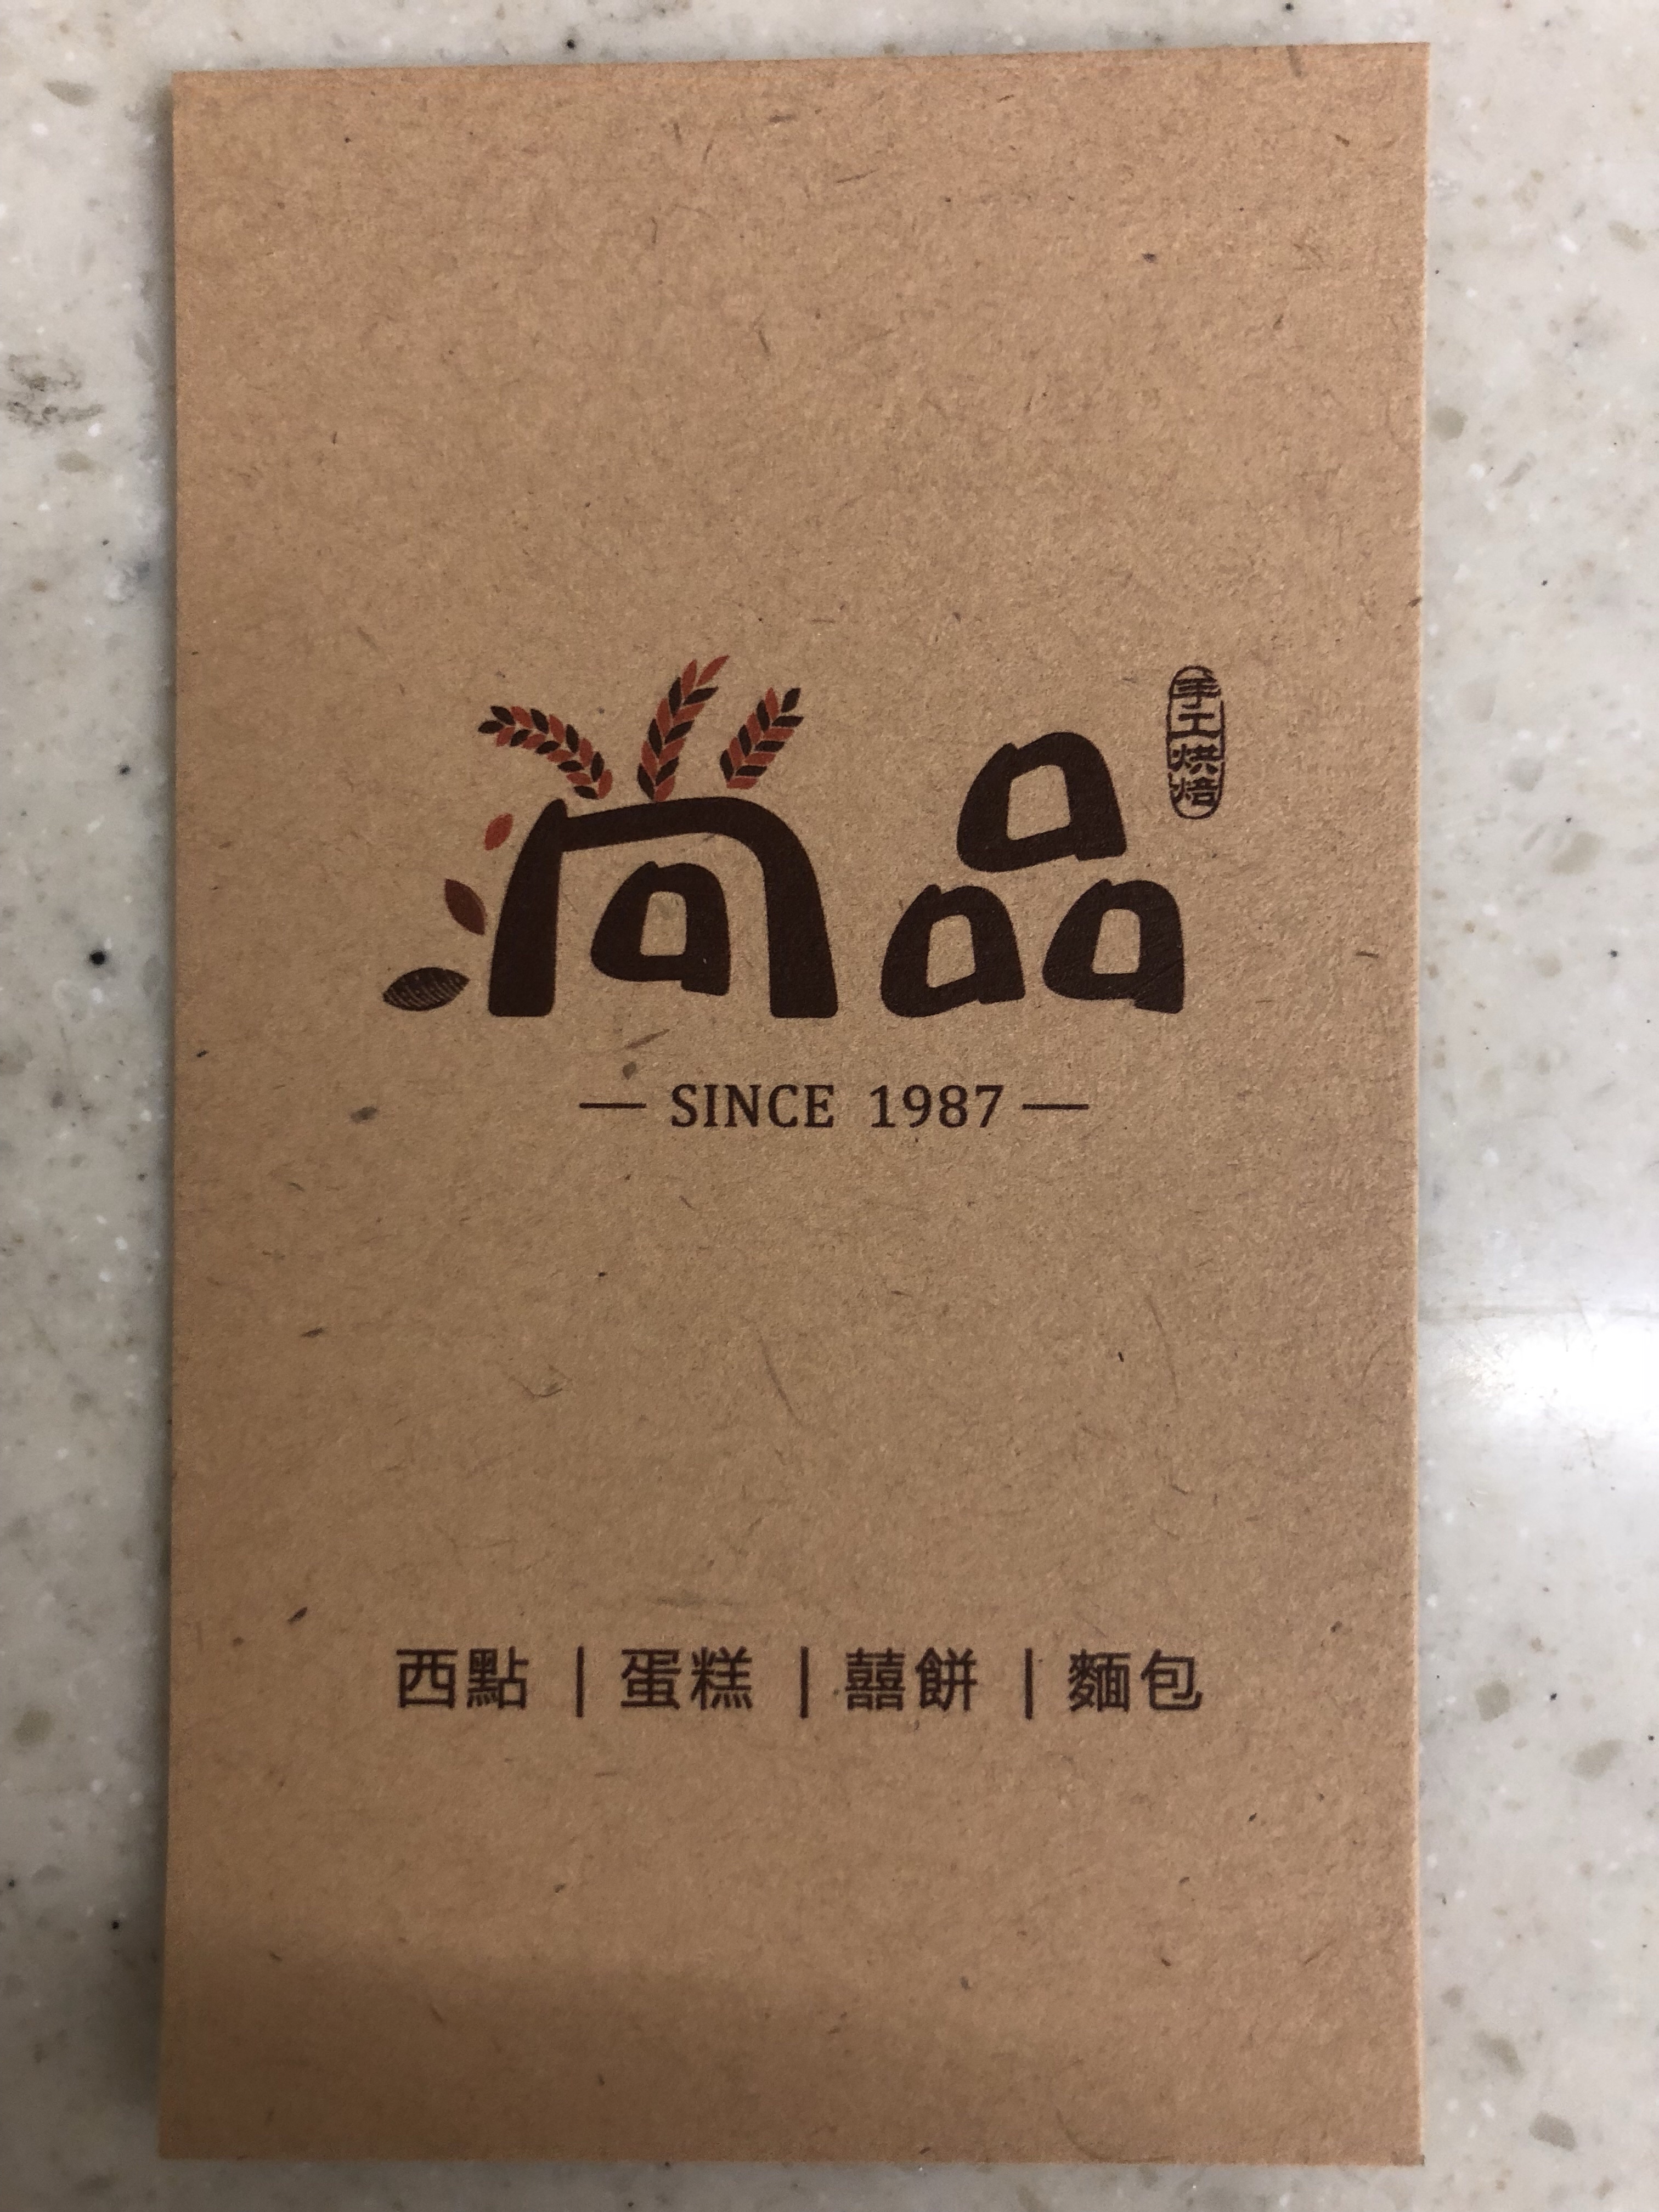 尚品
手工烘焙
— SINCE 1987 —
西點 | 蛋糕 | 囍餅 | 麵包